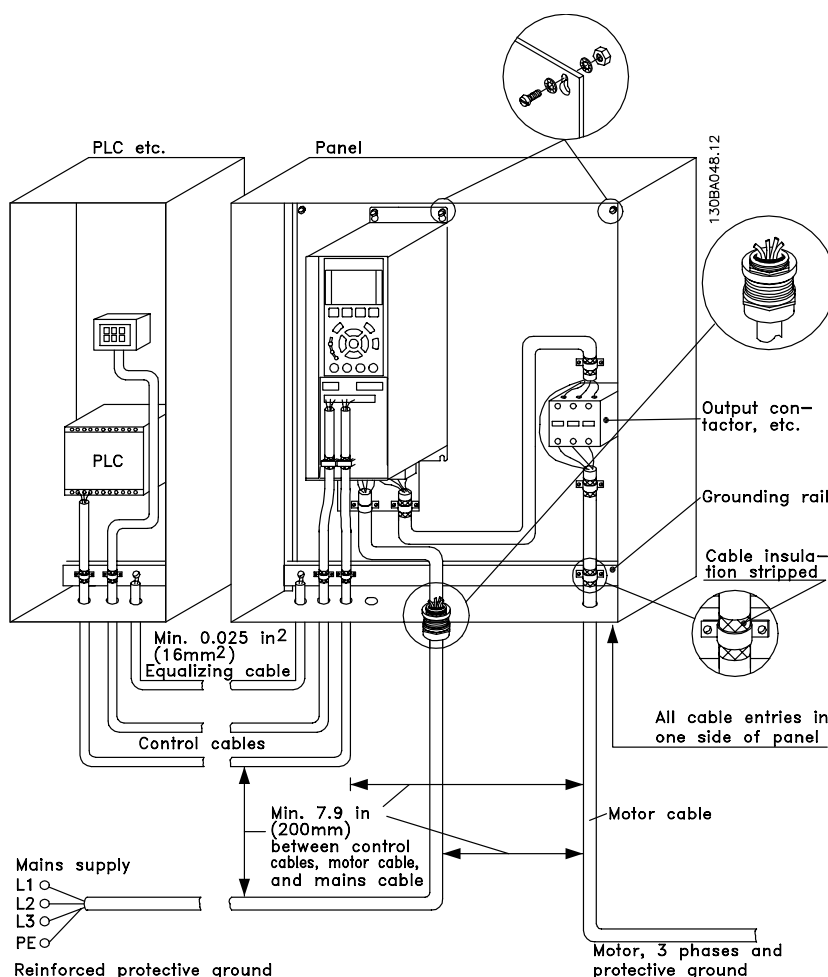 PLC etc.
Panel
130BA048.12
PLC
Output con-
tactor, etc.
Grounding rail
Cable insula-
tion stripped
Min. 0.025 in2
(16mm2)
Equalizing cable
Control cables
All cable entries in
one side of panel
Min. 7.9 in
(200mm)
between control
cables, motor cable,
and mains cable
Motor cable
Mains supply
L1
L2
L3
PE
Reinforced protective ground
Motor, 3 phases and
protective ground